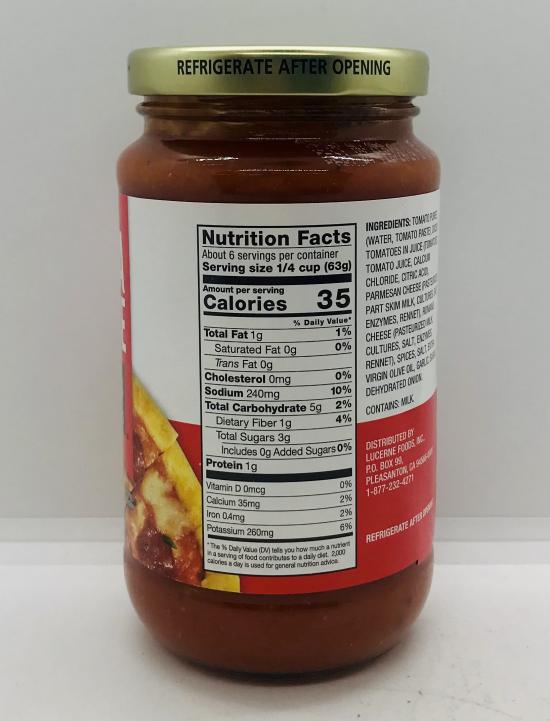 REFRIGERATE AFTER OPENING
Nutrition Facts
About 6 servings per container
Serving size 1/4 cup (63g)
Amount per serving
Calories 35
% Daily Value*
Total Fat 1g 1%
Saturated Fat 0g 0%
Trans Fat 0g
Cholesterol 0mg 0%
Sodium 240mg 10%
Total Carbohydrate 5g 2%
Dietary Fiber 1g 4%
Total Sugars 3g
Includes 0g Added Sugars 0%
Protein 1g
Vitamin D 0mcg 0%
Calcium 35mg 2%
Iron 0.4mg 2%
Potassium 260mg 6%
* The % Daily Value (DV) tells you how much a nutrient
in a serving of food contributes to a daily diet. 2,000
calories a day is used for general nutrition advice.
INGREDIENTS: TOMATO
(WATER, TOMATO PASTE),
TOMATOES IN JUICE
TOMATO JUICE, CALCIUM
CHLORIDE, CITRIC ACID,
PARMESAN CHEESE
PART SKIM MILK,
ENZYMES, RENNET),
CHEESE (PASTEURIZED MILK,
CULTURES, SALT, ENZYMES,
RENNET), SPICES, SALT,
VIRGIN OLIVE OIL, GARLIC,
DEHYDRATED ONION.
CONTAINS: MILK.
DISTRIBUTED BY
LUCERNE FOODS, INC.
P.O. BOX 99,
PLEASANTON, CA
1-877-232-4271
REFRIGERATE AFTER